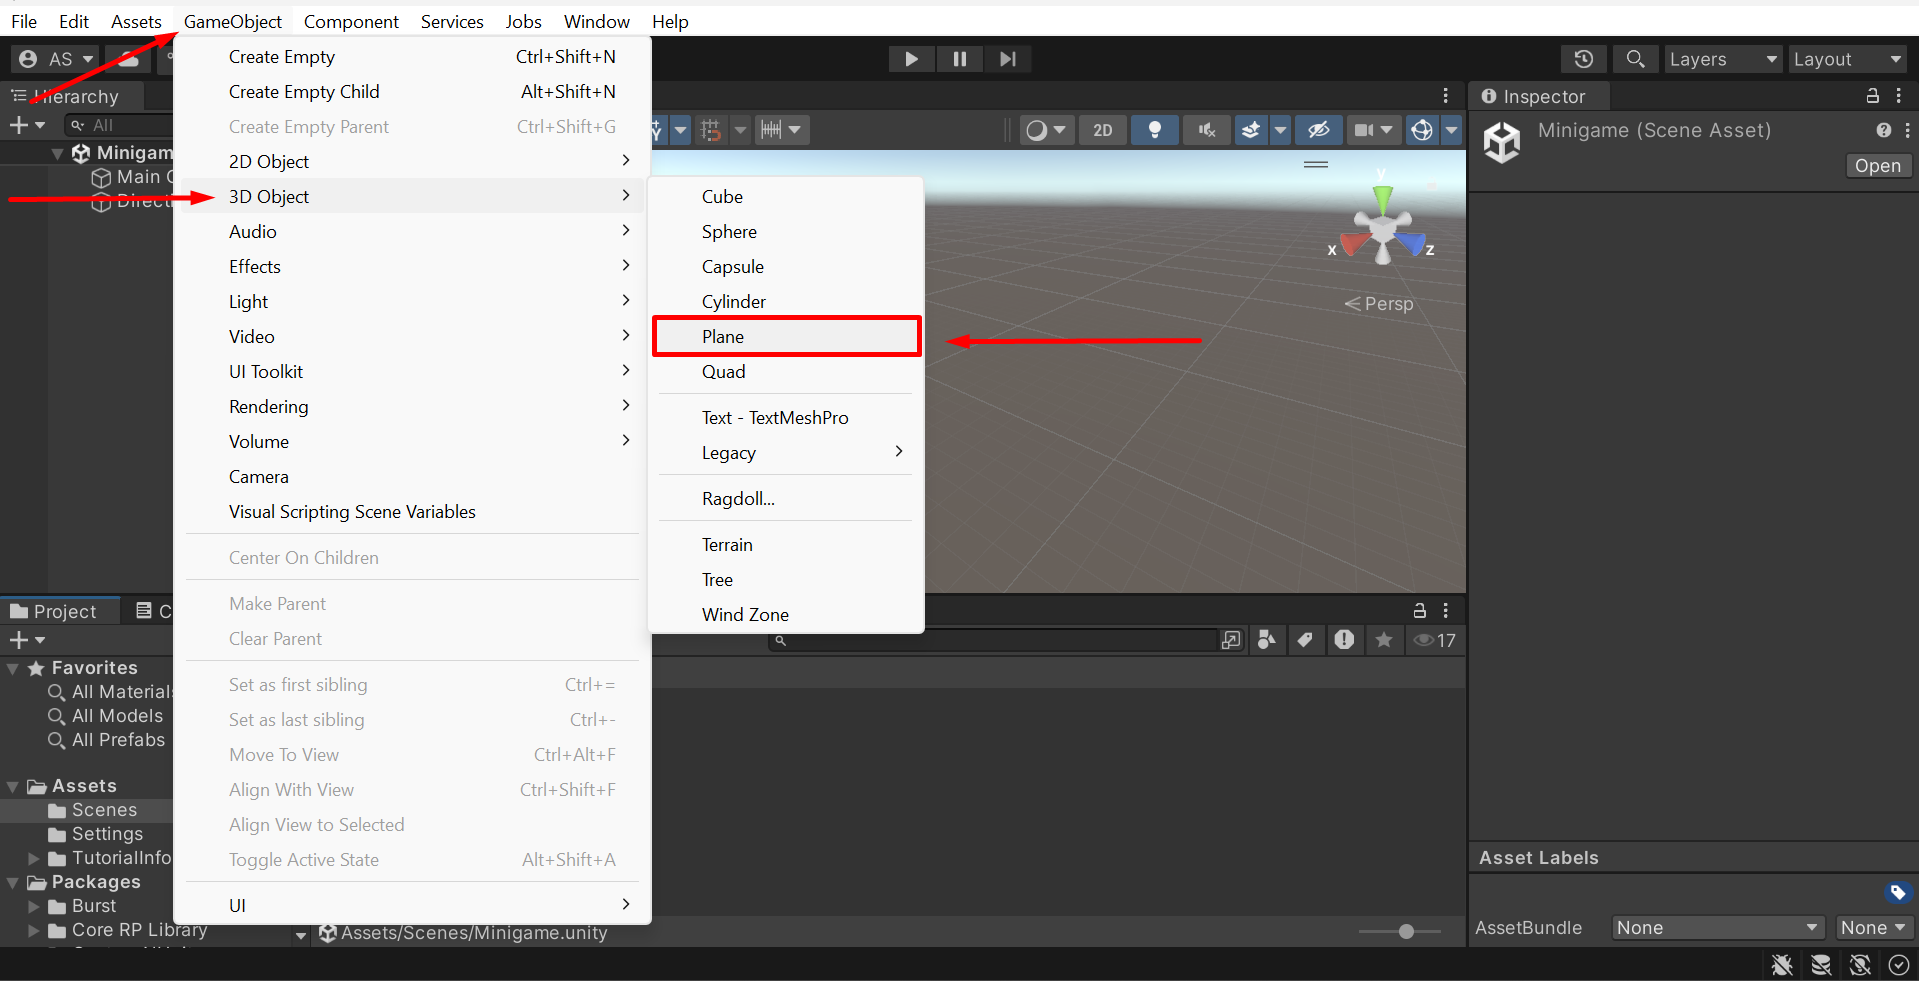 File Edit Assets GameObject Component Services Jobs Window Help
AS
Layers
Layout
Hierarchy
All
Minigam
Main C
Directi
Create Empty Ctrl+Shift+N
Create Empty Child Alt+Shift+N
Create Empty Parent Ctrl+Shift+G
2D Object
3D Object
Audio
Effects
Light
Video
UI Toolkit
Rendering
Volume
Camera
Visual Scripting Scene Variables
Center On Children
Make Parent
Clear Parent
Set as first sibling Ctrl+=
Set as last sibling Ctrl+-
Move To View Ctrl+Alt+F
Align With View Ctrl+Shift+F
Align View to Selected
Toggle Active State Alt+Shift+A
UI
Cube
Sphere
Capsule
Cylinder
Plane
Quad
Text - TextMeshPro
Legacy
Ragdoll...
Terrain
Tree
Wind Zone
2D
y
x
z
Persp
Inspector
Minigame (Scene Asset)
Open
Project
C
17
Favorites
All Materials
All Models
All Prefabs
Assets
Scenes
Settings
TutorialInfo
Packages
Burst
Core RP Library
Assets/Scenes/Minigame.unity
Asset Labels
AssetBundle None None